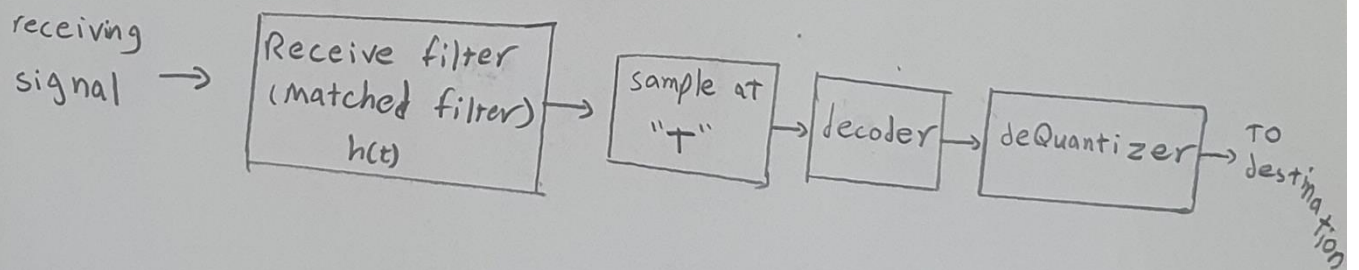 receiving
signal
Receive filter
(matched filter)
h(t)
sample at
"T"
decoder
deQuantizer
TO
destination